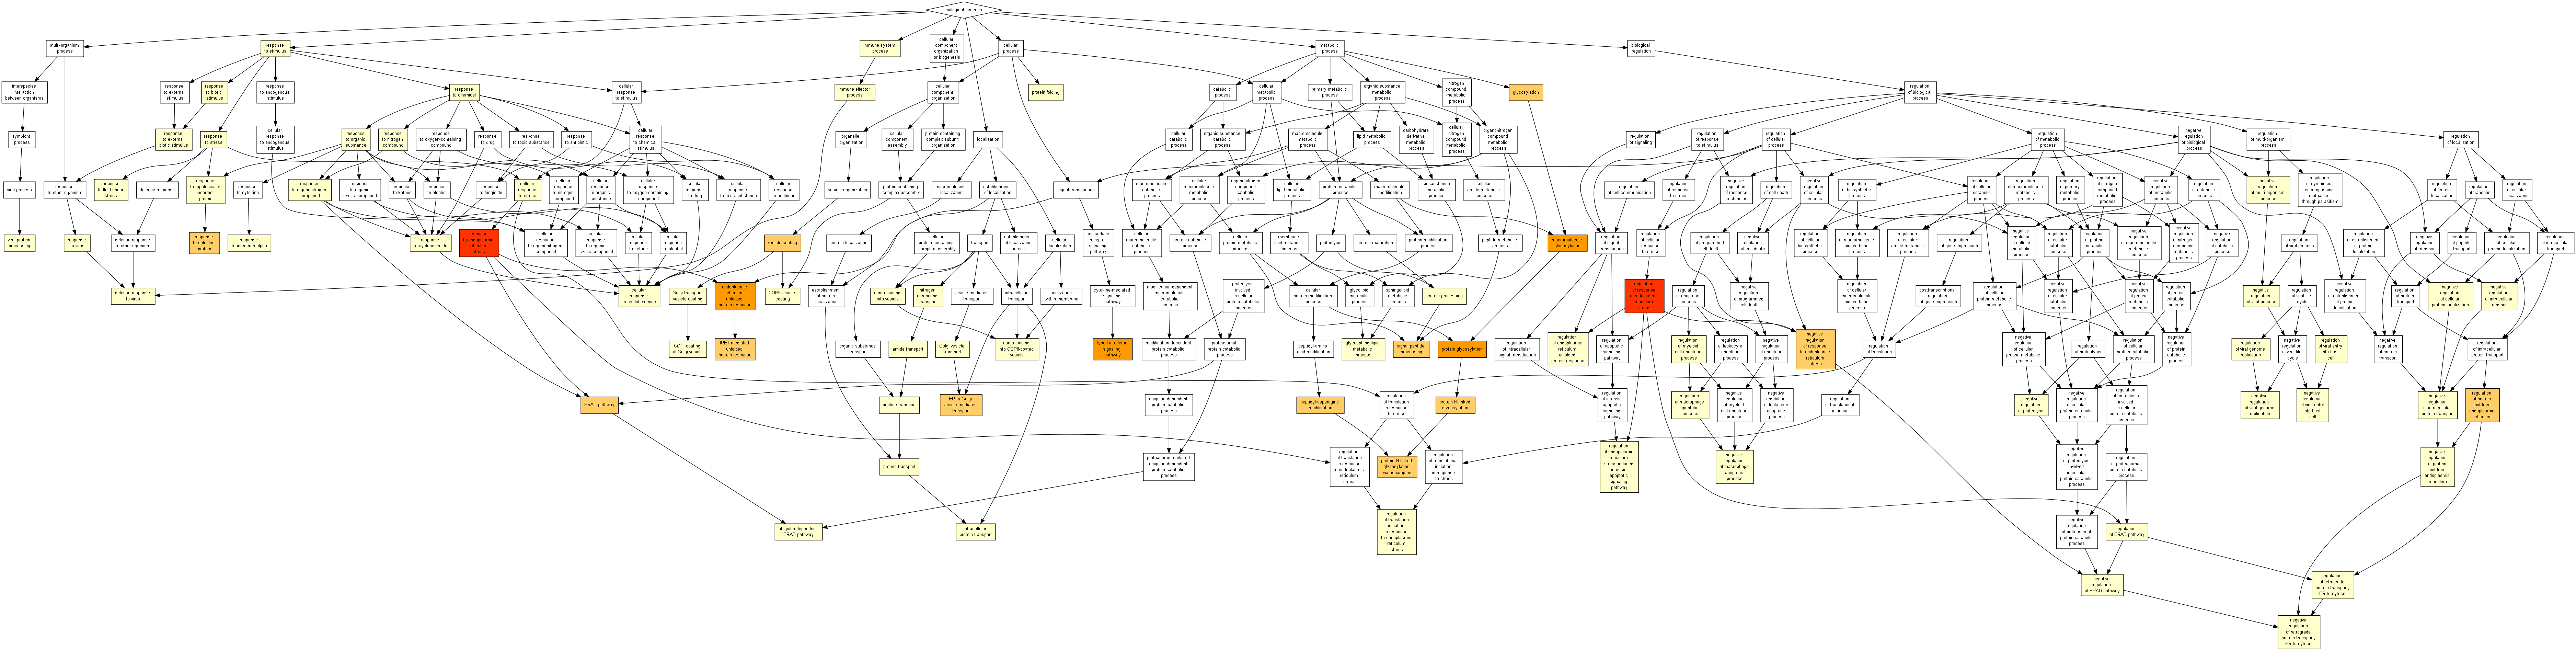 biological_process
multi-organism
process
response
to stimulus
immune system
process
cellular
component
organization
or biogenesis
cellular
process
metabolic
process
biological
regulation
interspecies
interaction
between organisms
response
to external
stimulus
response
to biotic
stimulus
response
to endogenous
stimulus
response
to chemical
cellular
response
to stimulus
immune effector
process
cellular
component
organization
protein folding
catabolic
process
cellular
metabolic
process
primary metabolic
process
organic substance
metabolic
process
nitrogen
compound
metabolic
process
glycosylation
regulation
of biological
process
symbiont
process
response
to external
biotic stimulus
response
to stress
cellular
response
to endogenous
stimulus
response
to organic
substance
response
to nitrogen
compound
response
to oxygen-containing
compound
response
to drug
response
to toxic substance
response
to antibiotic
cellular
response
to chemical
stimulus
organelle
organization
cellular
component
assembly
protein-containing
complex subunit
organization
localization
cellular
catabolic
process
organic substance
catabolic
process
macromolecule
metabolic
process
lipid metabolic
process
carbohydrate
derivative
metabolic
process
cellular
nitrogen
compound
metabolic
process
organonitrogen
compound
metabolic
process
regulation
of signaling
regulation
of response
to stimulus
regulation
of cellular
process
regulation
of metabolic
process
negative
regulation
of biological
process
regulation
of multi-organism
process
regulation
of localization
viral process
response
to other organism
response
to fluid shear
stress
defense response
response
to topologically
incorrect
protein
response
to cytokine
response
to organonitrogen
compound
response
to organic
cyclic compound
response
to ketone
response
to alcohol
response
to fungicide
cellular
response
to stress
cellular
response
to nitrogen
compound
cellular
response
to organic
substance
cellular
response
to oxygen-containing
compound
cellular
response
to drug
cellular
response
to toxic substance
cellular
response
to antibiotic
vesicle organization
protein-containing
complex assembly
macromolecule
localization
establishment
of localization
signal transduction
macromolecule
catabolic
process
cellular
macromolecule
metabolic
process
organonitrogen
compound
catabolic
process
cellular
lipid metabolic
process
protein metabolic
process
macromolecule
modification
liposaccharide
metabolic
process
cellular
amide metabolic
process
regulation
of cell communication
regulation
of response
to stress
negative
regulation
of response
to stimulus
regulation
of cell death
negative
regulation
of cellular
process
regulation
of biosynthetic
process
regulation
of cellular
metabolic
process
regulation
of macromolecule
metabolic
process
regulation
of primary
metabolic
process
regulation
of nitrogen
compound
metabolic
process
negative
regulation
of metabolic
process
regulation
of catabolic
process
negative
regulation
of multi-organism
process
regulation
of symbiosis,
encompassing
mutualism
through parasitism
regulation
of protein
localization
regulation
of transport
regulation
of cellular
localization
viral protein
processing
response
to virus
defense response
to other organism
response
to unfolded
protein
response
to interferon-alpha
response
to cycloheximide
response
to endoplasmic
reticulum
stress
cellular
response
to organonitrogen
compound
cellular
response
to organic
cyclic compound
cellular
response
to ketone
cellular
response
to alcohol
vesicle coating
protein localization
cellular
protein-containing
complex assembly
transport
establishment
of localization
in cell
cellular
localization
cell surface
receptor
signaling
pathway
cellular
macromolecule
catabolic
process
protein catabolic
process
cellular
protein metabolic
process
membrane
lipid metabolic
process
proteolysis
protein maturation
protein modification
process
peptide metabolic
process
macromolecule
glycosylation
regulation
of signal
transduction
regulation
of cellular
response
to stress
regulation
of programmed
cell death
negative
regulation
of cell death
regulation
of cellular
biosynthetic
process
regulation
of macromolecule
biosynthetic
process
regulation
of cellular
amide metabolic
process
regulation
of gene expression
negative
regulation
of cellular
metabolic
process
regulation
of cellular
catabolic
process
regulation
of protein
metabolic
process
negative
regulation
of macromolecule
metabolic
process
negative
regulation
of nitrogen
compound
metabolic
process
negative
regulation
of catabolic
process
regulation
of viral process
regulation
of establishment
of protein
localization
negative
regulation
of transport
regulation
of peptide
transport
regulation
of cellular
protein localization
regulation
of intracellular
transport
defense response
to virus
cellular
response
to cycloheximide
Golgi transport
vesicle coating
endoplasmic
reticulum
unfolded
protein response
COPII vesicle
coating
establishment
of protein
localization
cargo loading
into vesicle
nitrogen
compound
transport
vesicle-mediated
transport
intracellular
transport
localization
within membrane
cytokine-mediated
signaling
pathway
modification-dependent
macromolecule
catabolic
process
proteolysis
involved
in cellular
protein catabolic
process
cellular
protein modification
process
glycolipid
metabolic
process
sphingolipid
metabolic
process
protein processing
regulation
of response
to endoplasmic
reticulum
stress
regulation
of apoptotic
process
negative
regulation
of programmed
cell death
regulation
of cellular
macromolecule
biosynthetic
process
posttranscriptional
regulation
of gene expression
regulation
of cellular
protein metabolic
process
negative
regulation
of cellular
catabolic
process
negative
regulation
of protein
metabolic
process
regulation
of protein
catabolic
process
negative
regulation
of viral process
regulation
of viral life
cycle
negative
regulation
of establishment
of protein
localization
regulation
of protein
transport
negative
regulation
of cellular
protein localization
negative
regulation
of intracellular
transport
COPI coating
of Golgi vesicle
IRE1-mediated
unfolded
protein response
organic substance
transport
amide transport
Golgi vesicle
transport
cargo loading
into COPII-coated
vesicle
type I interferon
signaling
pathway
modification-dependent
protein catabolic
process
proteasomal
protein catabolic
process
peptidyl-amino
acid modification
glycosphingolipid
metabolic
process
signal peptide
processing
protein glycosylation
regulation
of intracellular
signal transduction
regulation
of endoplasmic
reticulum
unfolded
protein response
regulation
of apoptotic
signaling
pathway
regulation
of myeloid
cell apoptotic
process
regulation
of leukocyte
apoptotic
process
negative
regulation
of apoptotic
process
negative
regulation
of response
to endoplasmic
reticulum
stress
regulation
of translation
negative
regulation
of cellular
protein metabolic
process
regulation
of proteolysis
regulation
of cellular
protein catabolic
process
negative
regulation
of protein
catabolic
process
regulation
of viral genome
replication
negative
regulation
of viral life
cycle
regulation
of viral entry
into host
cell
negative
regulation
of protein
transport
regulation
of intracellular
protein transport
ERAD pathway
peptide transport
ER to Golgi
vesicle-mediated
transport
ubiquitin-dependent
protein catabolic
process
peptidyl-asparagine
modification
regulation
of translation
in response
to stress
protein N-linked
glycosylation
regulation
of intrinsic
apoptotic
signaling
pathway
regulation
of macrophage
apoptotic
process
negative
regulation
of myeloid
cell apoptotic
process
negative
regulation
of leukocyte
apoptotic
process
regulation
of translational
initiation
negative
regulation
of proteolysis
negative
regulation
of cellular
protein catabolic
process
regulation
of proteolysis
involved
in cellular
protein catabolic
process
negative
regulation
of viral genome
replication
negative
regulation
of viral entry
into host
cell
negative
regulation
of intracellular
protein transport
regulation
of protein
exit from
endoplasmic
reticulum
protein transport
proteasome-mediated
ubiquitin-dependent
protein catabolic
process
regulation
of translation
in response
to endoplasmic
reticulum
stress
protein N-linked
glycosylation
via asparagine
regulation
of translational
initiation
in response
to stress
regulation
of endoplasmic
reticulum
stress-induced
intrinsic
apoptotic
signaling
pathway
negative
regulation
of macrophage
apoptotic
process
negative
regulation
of proteolysis
involved
in cellular
protein catabolic
process
regulation
of proteasomal
protein catabolic
process
negative
regulation
of protein
exit from
endoplasmic
reticulum
ubiquitin-dependent
ERAD pathway
intracellular
protein transport
regulation
of translation
initiation
in response
to endoplasmic
reticulum
stress
negative
regulation
of proteasomal
protein catabolic
process
regulation
of ERAD pathway
negative
regulation
of ERAD pathway
regulation
of retrograde
protein transport,
ER to cytosol
negative
regulation
of retrograde
protein transport,
ER to cytosol